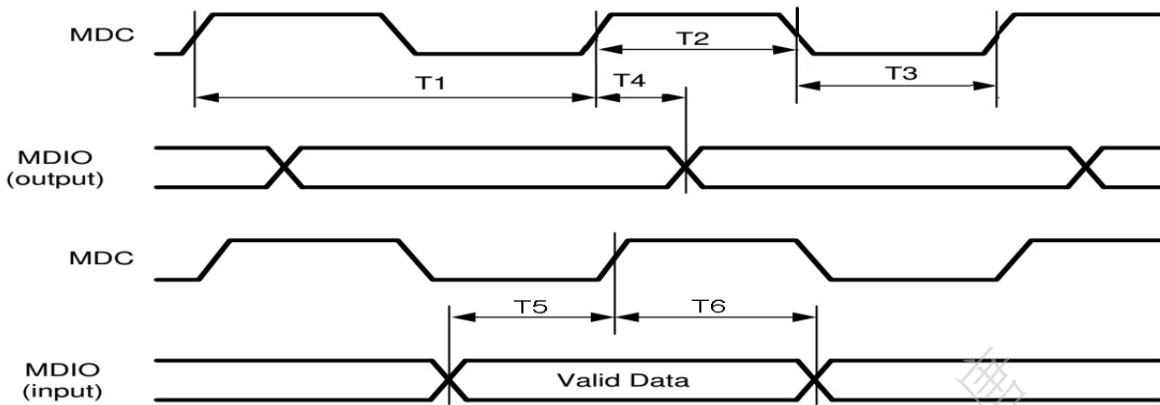 MDC
T2
T3
T1
T4
MDIO
(output)
MDC
T5
T6
MDIO
(input)
Valid Data